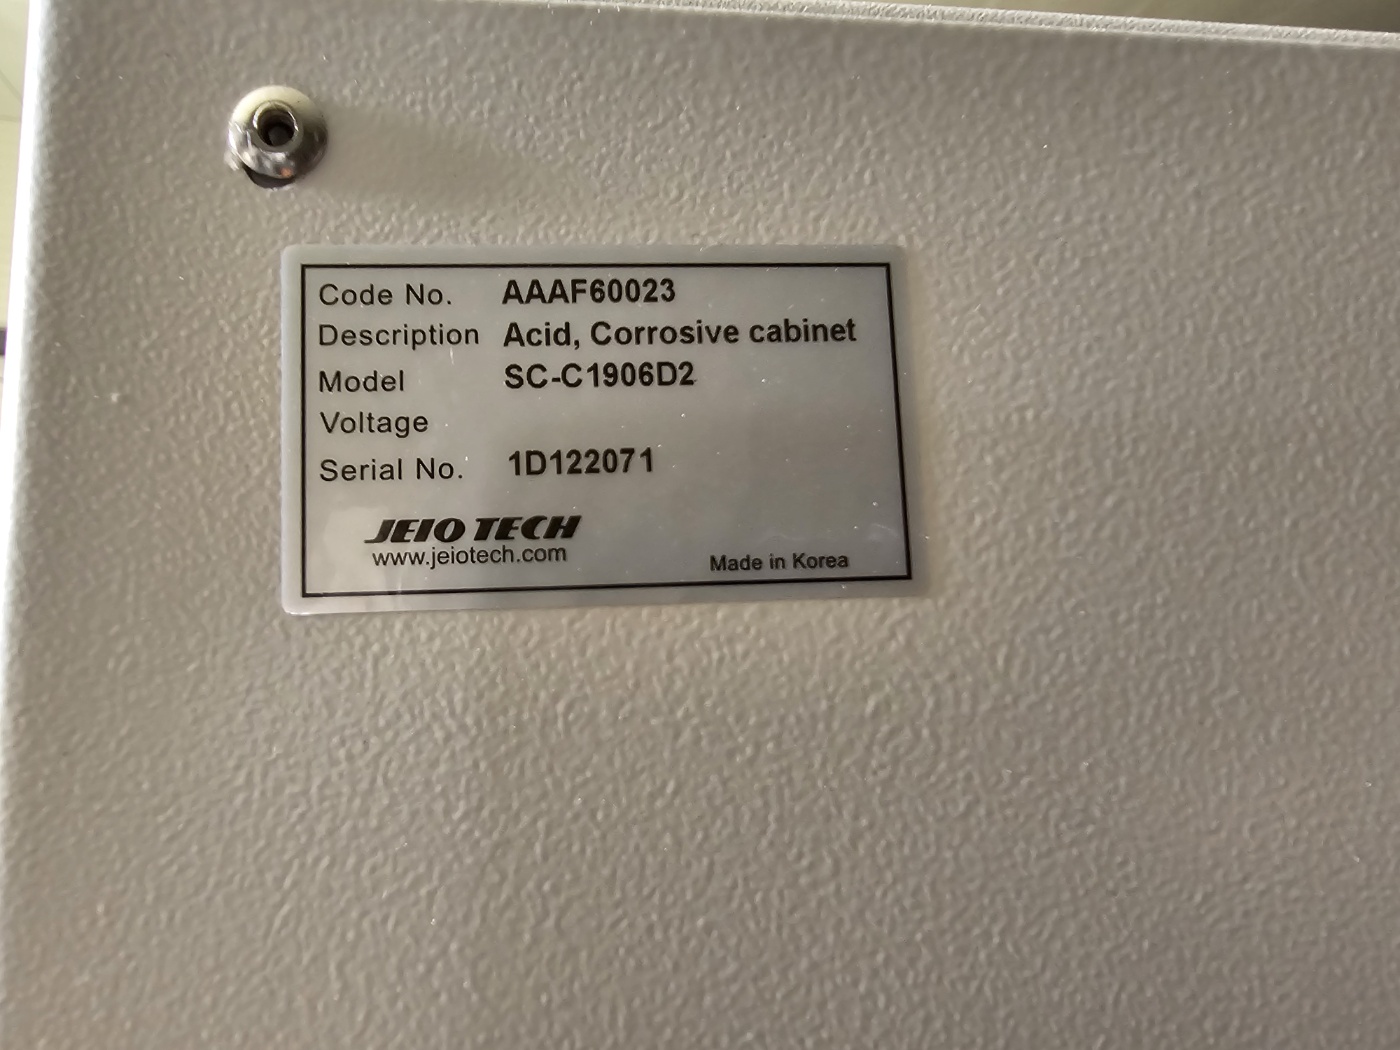 Code No. AAAF60023
Description Acid, Corrosive cabinet
Model SC-C1906D2
Voltage
Serial No. 1D122071
JEIO TECH
www.jeiotech.com
Made in Korea